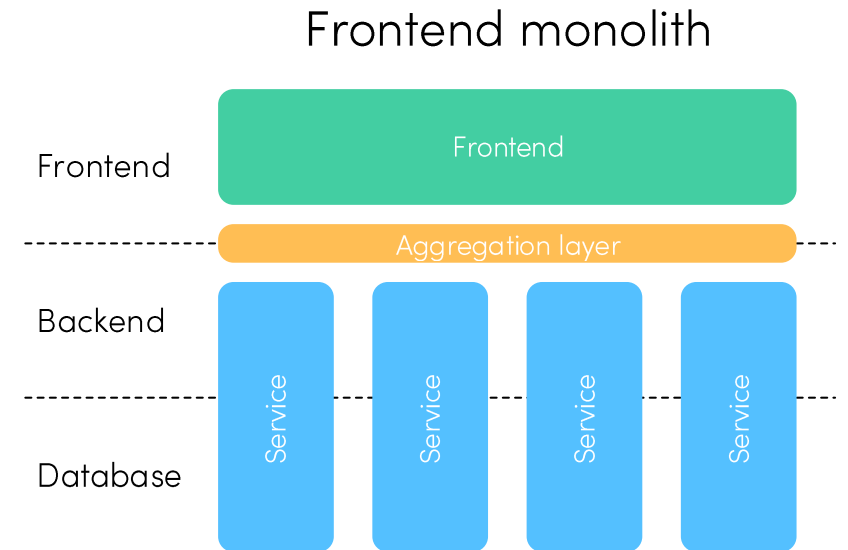 Frontend monolith
Frontend
Frontend
Aggregation layer
Backend
Service
Service
Service
Service
Database